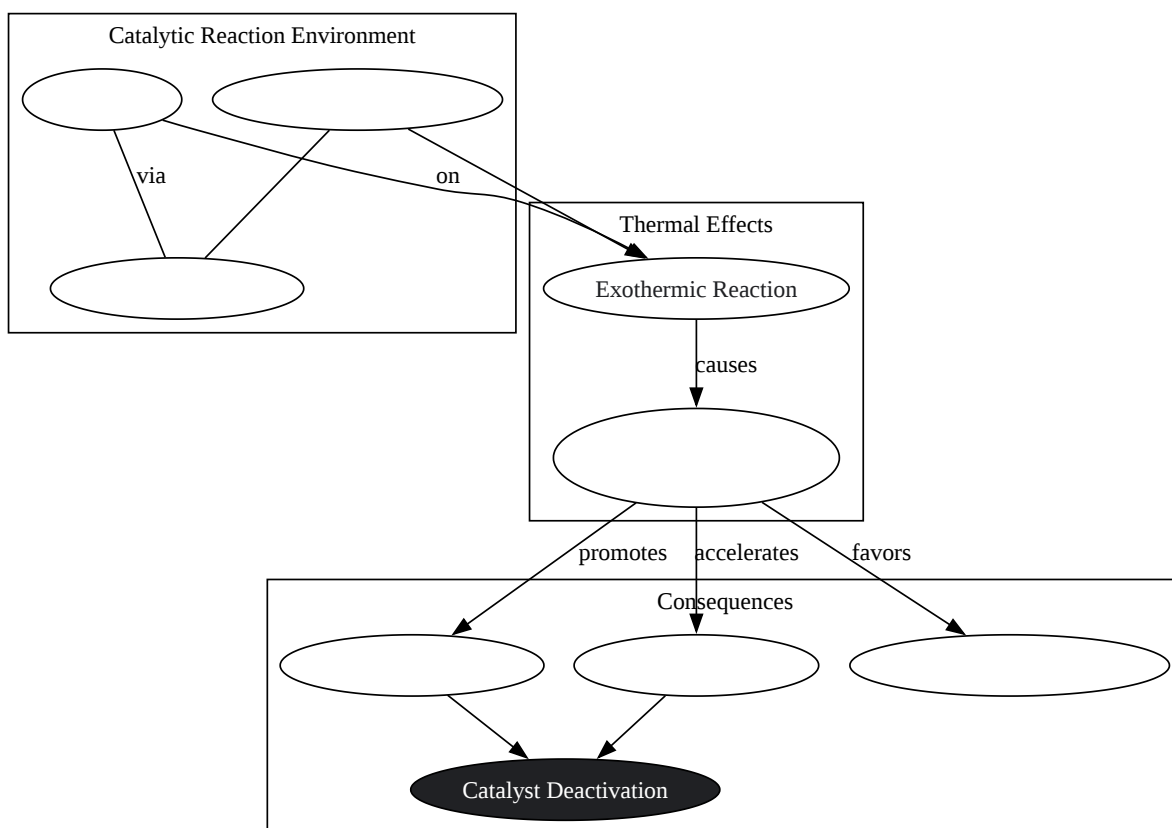 Catalytic Reaction Environment
via
on
Thermal Effects
Exothermic Reaction
causes
promotes
accelerates
favors
Consequences
Catalyst Deactivation